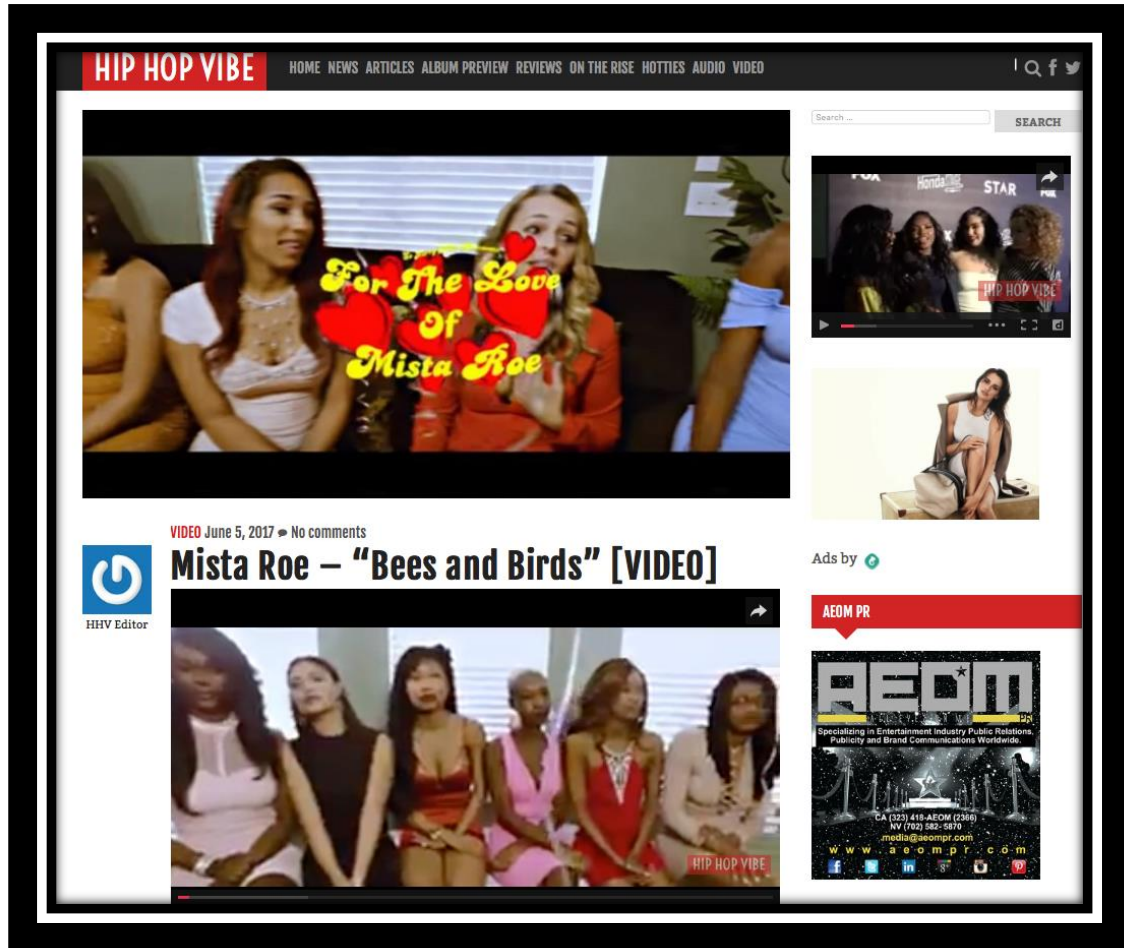 HIP HOP VIBE
HOME NEWS ARTICLES ALBUM PREVIEW REVIEWS ON THE RISE HOTTIES AUDIO VIDEO
For The Love
Of
Mista Roe
VIDEO June 5, 2017 No comments
Mista Roe – “Bees and Birds” [VIDEO]
HHV Editor
HIP HOP VIBE
Search ...
SEARCH
FOX
Honda
STAR
HIP HOP VIBE
Ads by
AEOM PR
AEOM
PR
Specializing in Entertainment Industry Public Relations,
Publicity and Brand Communications Worldwide.
CA (323) 418-AEOM (2366)
NV (702) 582- 5870
media@aeompr.com
www.aeompr.com